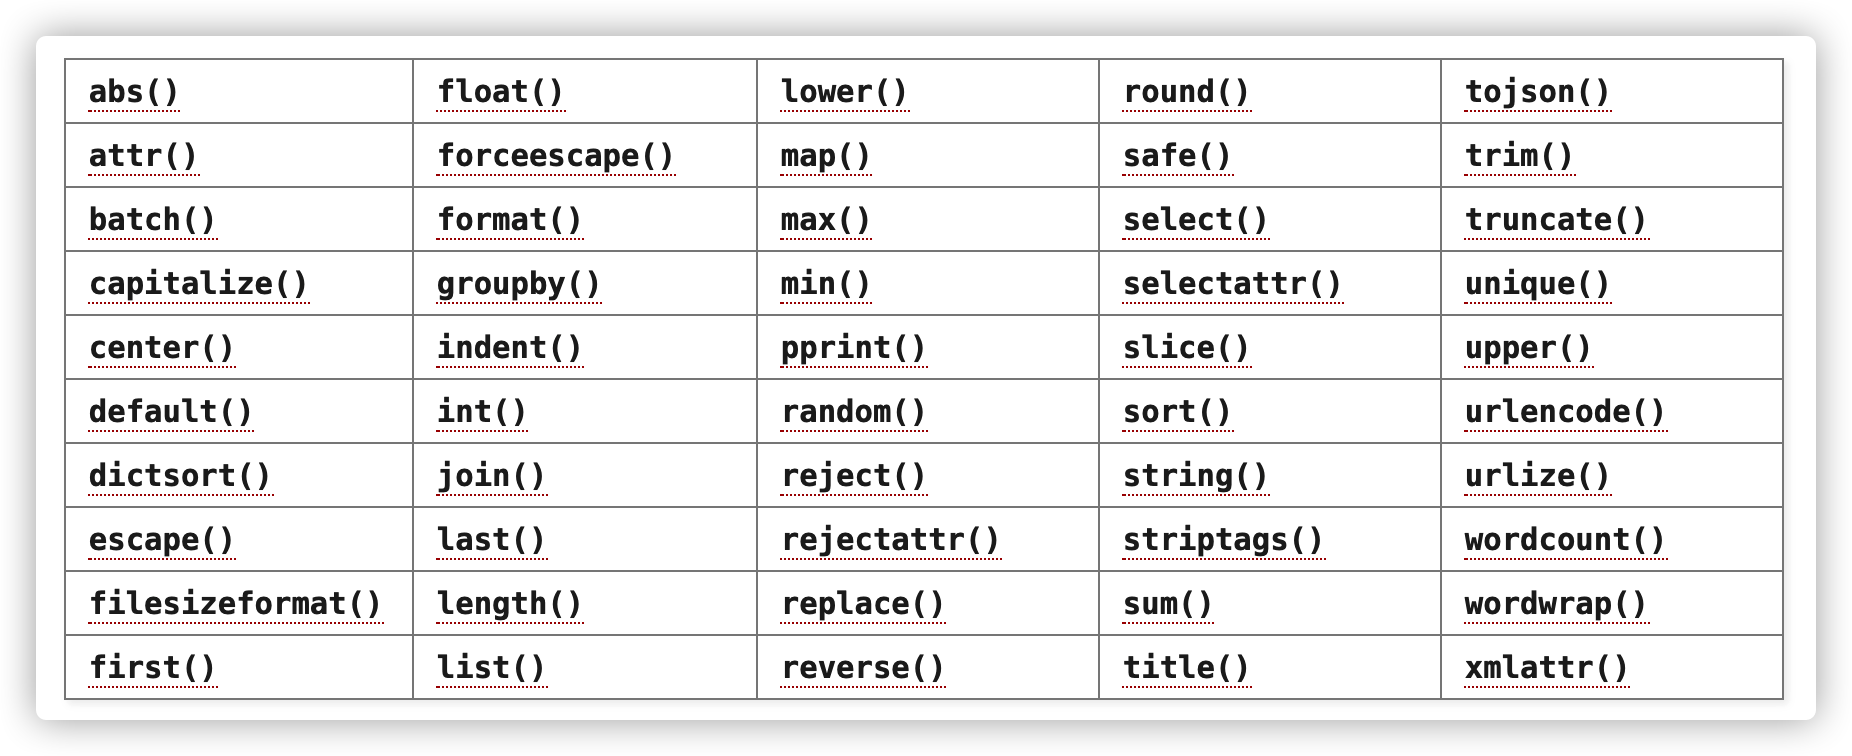 abs() float() lower() round() tojson()
attr() forceescape() map() safe() trim()
batch() format() max() select() truncate()
capitalize() groupby() min() selectattr() unique()
center() indent() pprint() slice() upper()
default() int() random() sort() urlencode()
dictsort() join() reject() string() urlize()
escape() last() rejectattr() striptags() wordcount()
filesizeformat() length() replace() sum() wordwrap()
first() list() reverse() title() xmlattr()